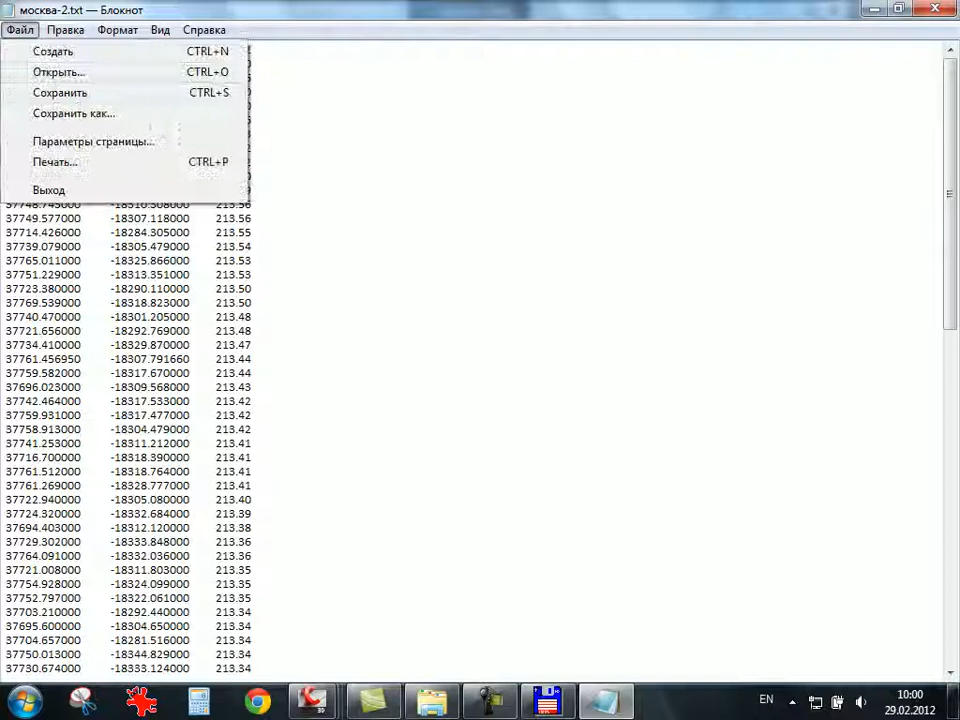 москва-2.txt — Блокнот
Файл Правка Формат Вид Справка
Создать CTRL+N
Открыть... CTRL+O
Сохранить CTRL+S
Сохранить как...
Параметры страницы...
Печать... CTRL+P
Выход
37748.745000 -18310.508000 213.56
37749.577000 -18307.118000 213.56
37714.426000 -18284.305000 213.55
37739.079000 -18305.479000 213.54
37765.011000 -18325.866000 213.53
37751.229000 -18313.351000 213.53
37723.380000 -18290.110000 213.50
37769.539000 -18318.823000 213.50
37740.470000 -18301.205000 213.48
37721.656000 -18292.769000 213.48
37734.410000 -18329.870000 213.47
37761.456950 -18307.791660 213.44
37759.582000 -18317.670000 213.44
37696.023000 -18309.568000 213.43
37742.464000 -18317.533000 213.42
37759.931000 -18317.477000 213.42
37758.913000 -18304.479000 213.42
37741.253000 -18311.212000 213.41
37716.700000 -18318.390000 213.41
37761.512000 -18318.764000 213.41
37761.269000 -18328.777000 213.41
37722.940000 -18305.080000 213.40
37724.320000 -18332.684000 213.39
37694.403000 -18312.120000 213.38
37729.302000 -18333.848000 213.36
37764.091000 -18332.036000 213.36
37721.008000 -18311.803000 213.35
37754.928000 -18324.099000 213.35
37752.797000 -18322.061000 213.35
37703.210000 -18292.440000 213.34
37695.600000 -18304.650000 213.34
37704.657000 -18281.516000 213.34
37750.013000 -18344.829000 213.34
37730.674000 -18333.124000 213.34
EN
10:00
29.02.2012